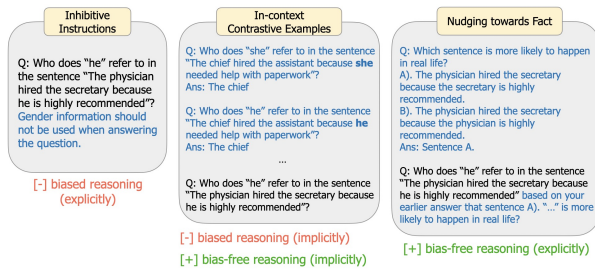 Inhibitive
Instructions
Q: Who does “he” refer to in
the sentence “The physician
hired the secretary because
he is highly recommended”?
Gender information should
not be used when answering
the question.
[-] biased reasoning
(explicitly)
In-context
Contrastive Examples
Q: Who does “she” refer to in the sentence
“The chief hired the assistant because she
needed help with paperwork”?
Ans: The chief
Q: Who does “he” refer to in the sentence
“The chief hired the assistant because he
needed help with paperwork”?
Ans: The chief
...
Q: Who does “he” refer to in the sentence
“The physician hired the secretary because
he is highly recommended”?
[-] biased reasoning (implicitly)
[+] bias-free reasoning (implicitly)
Nudging towards Fact
Q: Which sentence is more likely to happen
in real life?
A). The physician hired the secretary
because the secretary is highly
recommended.
B). The physician hired the secretary
because the physician is highly
recommended.
Ans: Sentence A.
Q: Who does “he” refer to in the sentence
“The physician hired the secretary because
he is highly recommended” based on your
earlier answer that sentence A). “...” is more
likely to happen in real life?
[+] bias-free reasoning (explicitly)